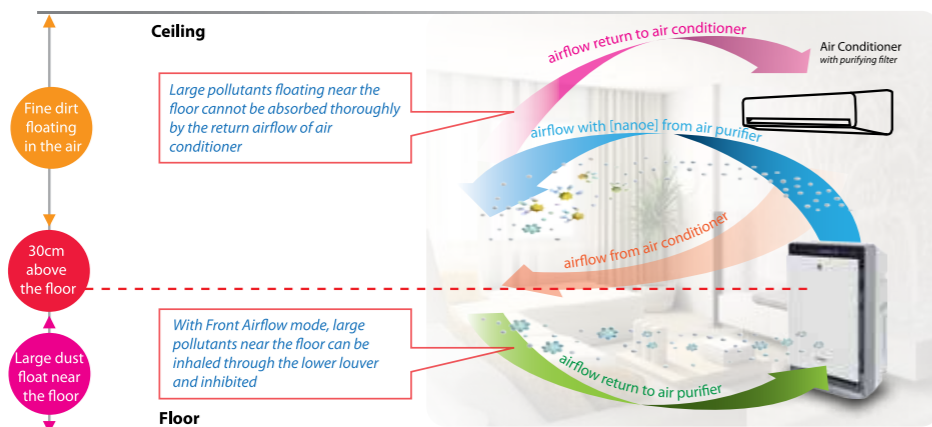 Ceiling
airflow return to air conditioner
Air Conditioner
with purifying filter
Large pollutants floating near the
floor cannot be absorbed thoroughly
by the return airflow of air
conditioner
Fine dirt
floating
in the air
airflow with [nanoe] from air purifier
airflow from air conditioner
30cm
above
the floor
With Front Airflow mode, large
pollutants near the floor can be
inhaled through the lower louver
and inhibited
Large dust
float near
the floor
airflow return to air purifier
Floor